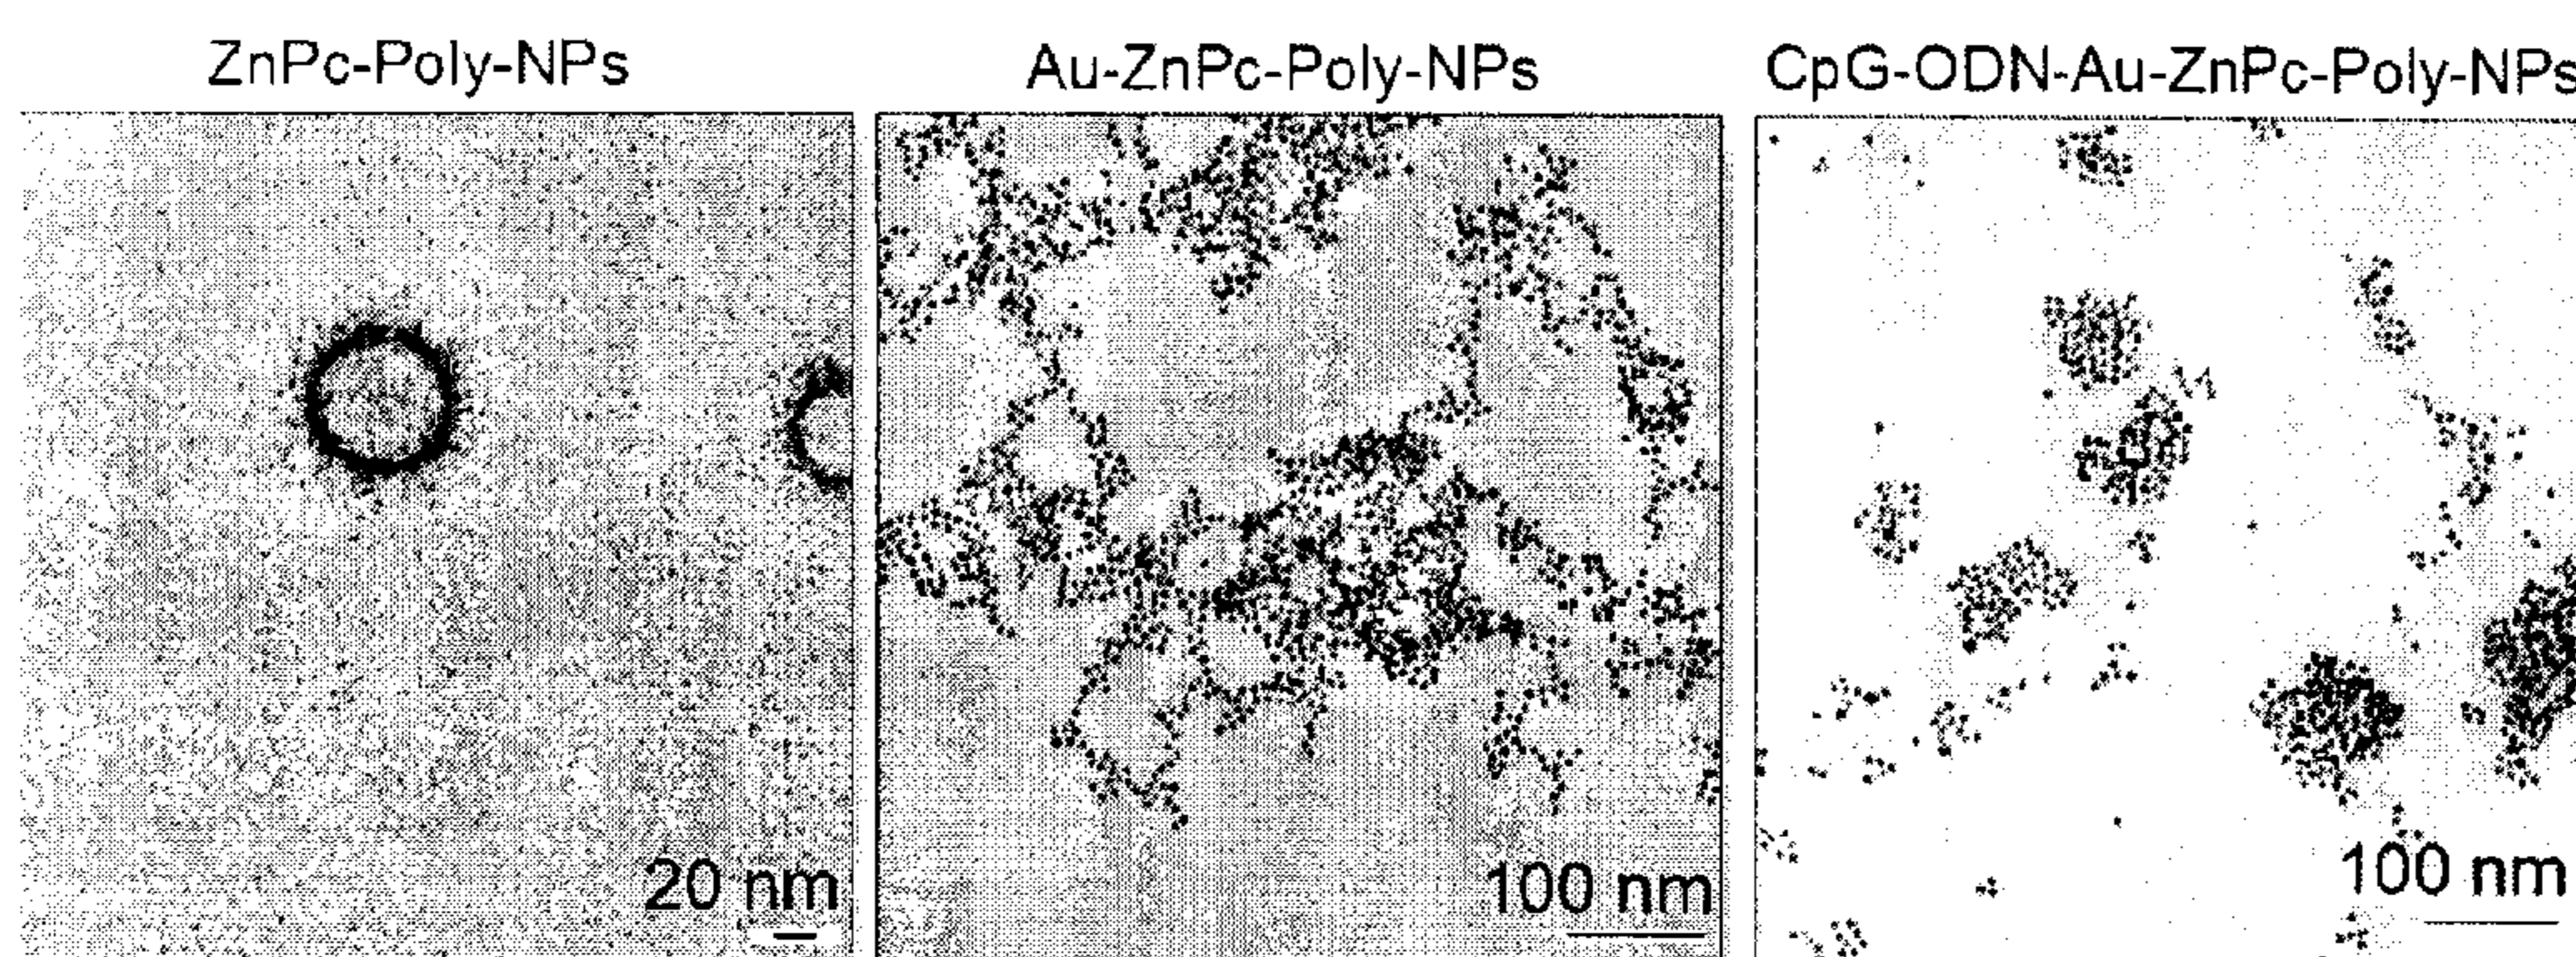 ZnPc-Poly-NPs
Au-ZnPc-Poly-NPs
CpG-ODN-Au-ZnPc-Poly-NPs
20 nm
100 nm
100 nm